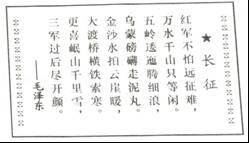 ★ 长征
红军不怕远征难，
万水千山只等闲。
五岭逶迤腾细浪，
乌蒙磅礴走泥丸。
金沙水拍云崖暖，
大渡桥横铁索寒。
更喜岷山千里雪，
三军过后尽开颜。
——毛泽东